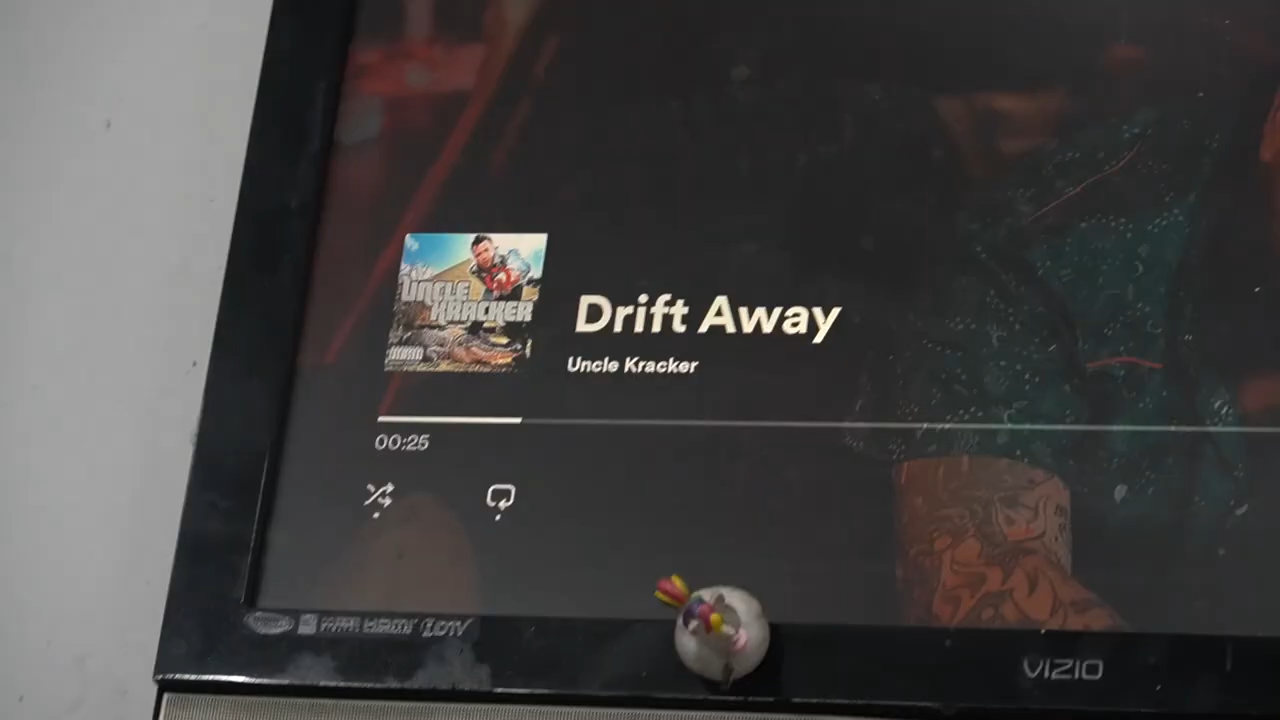 UNCLE
KRACKER
Drift Away
Uncle Kracker
00:25
VIZIO